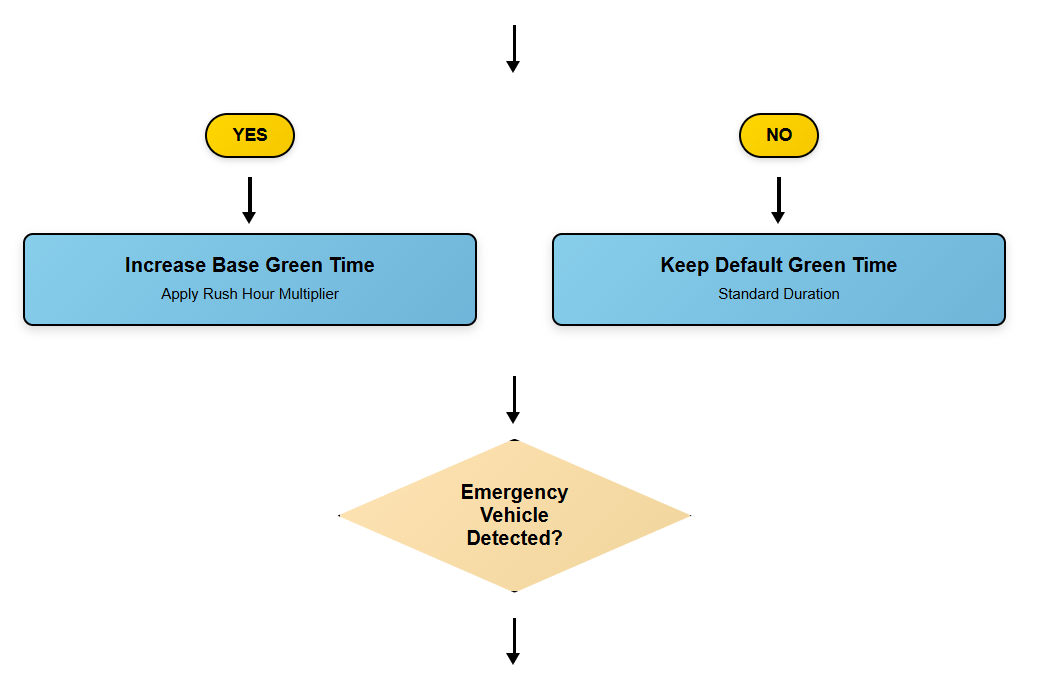 YES
NO
Increase Base Green Time
Apply Rush Hour Multiplier
Keep Default Green Time
Standard Duration
Emergency
Vehicle
Detected?